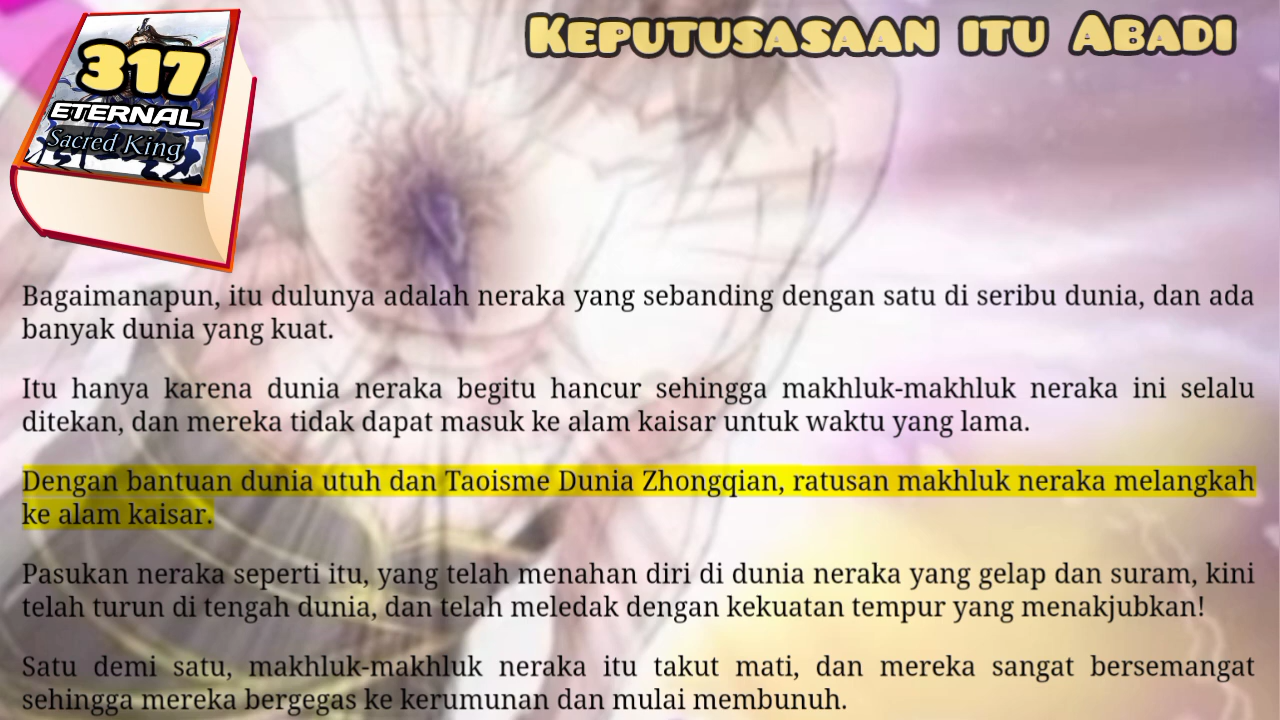 317
ETERNAL
Sacred King
Keputusasaan itu Abadi
Bagaimanapun, itu dulunya adalah neraka yang sebanding dengan satu di seribu dunia, dan ada
banyak dunia yang kuat.
Itu hanya karena dunia neraka begitu hancur sehingga makhluk-makhluk neraka ini selalu
ditekan, dan mereka tidak dapat masuk ke alam kaisar untuk waktu yang lama.
Dengan bantuan dunia utuh dan Taoisme Dunia Zhongqian, ratusan makhluk neraka melangkah
ke alam kaisar.
Pasukan neraka seperti itu, yang telah menahan diri di dunia neraka yang gelap dan suram, kini
telah turun di tengah dunia, dan telah meledak dengan kekuatan tempur yang menakjubkan!
Satu demi satu, makhluk-makhluk neraka itu takut mati, dan mereka sangat bersemangat
sehingga mereka bergegas ke kerumunan dan mulai membunuh.